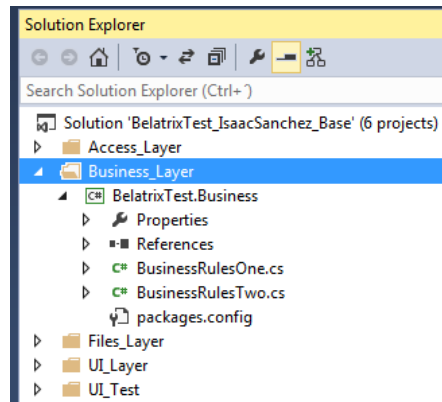 Solution Explorer
Search Solution Explorer (Ctrl+´)
Solution 'BelatrixTest_IsaacSanchez_Base' (6 projects)
Access_Layer
Business_Layer
C# BelatrixTest.Business
Properties
References
C# BusinessRulesOne.cs
C# BusinessRulesTwo.cs
packages.config
Files_Layer
UI_Layer
UI_Test